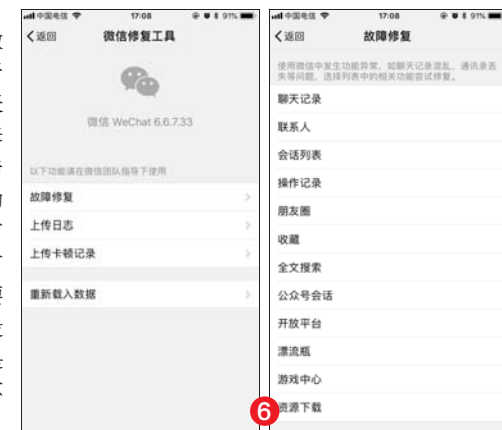 中国电信
17:08
91%
返回
微信修复工具
微信 WeChat 6.6.7.33
以下功能请在微信团队指导下使用
故障修复
上传日志
上传卡顿记录
重新载入数据
中国电信
17:08
91%
返回
故障修复
使用微信中发生功能异常，如聊天记录混乱、通讯录丢
失等问题，选择列表中的相关功能尝试修复。
聊天记录
联系人
会话列表
操作记录
朋友圈
收藏
全文搜索
公众号会话
开放平台
漂流瓶
游戏中心
资源下载
6